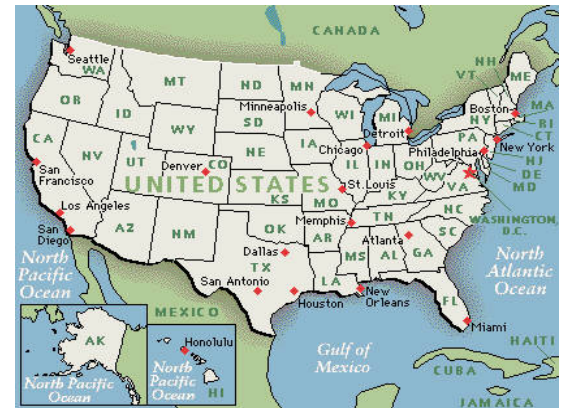 CANADA
Seattle
WA
MT
ND
MN
NH
VT
ME
OR
ID
Minneapolis
WI
MI
NY
Boston
MA
RI
CT
SD
WY
Detroit
New York
CA
NV
UT
Denver
CO
NE
IA
Chicago
IL
IN
OH
PA
Philadelphia
NJ
DE
MD
WV
VA
San
Francisco
UNITED STATES
St.Louis
KS
MO
KY
WASHINGTON,
D.C.
Los Angeles
San
Diego
AZ
NM
OK
AR
Memphis
TN
NC
SC
Atlanta
MS
AL
GA
Dallas
TX
San Antonio
LA
Houston
New
Orleans
FL
Miami
North
Pacific
Ocean
North
Atlantic
Ocean
MEXICO
Gulf of
Mexico
AK
North Pacific
Ocean
Honolulu
North
Pacific
Ocean
HI
CUBA
HAITI
JAMAICA